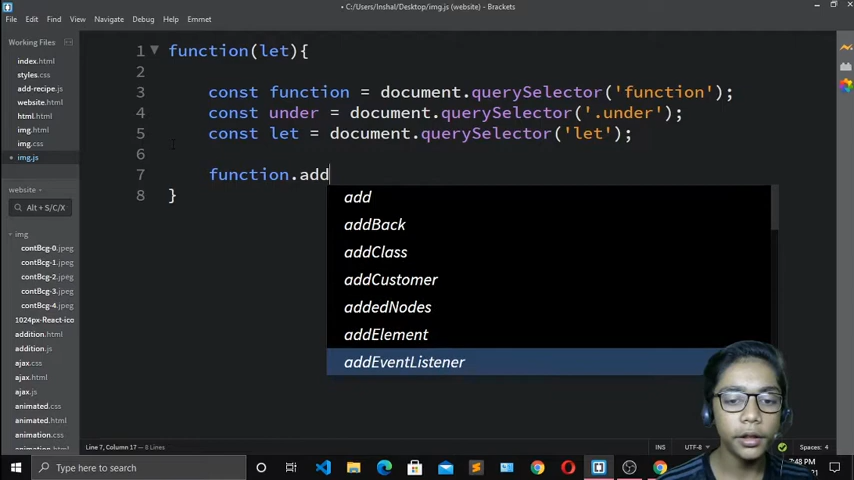 • C:/Users/Inshal/Desktop/img.js (website) - Brackets
File Edit Find View Navigate Debug Help Emmet
Working Files
index.html
styles.css
add-recipe.js
website.html
html.html
img.html
img.css
img.js
website
Alt + S/C/X
img
contBcg-0.jpeg
contBcg-1.jpeg
contBcg-2.jpeg
contBcg-3.jpeg
contBcg-4.jpeg
1024px-React-ico
addition.html
addition.js
ajax.css
ajax.html
ajax.js
animated.css
animated.html
animation.css
1 function(let){
2
3 const function = document.querySelector('function');
4 const under = document.querySelector('.under');
5 const let = document.querySelector('let');
6
7 function.add
8 }
add
addBack
addClass
addCustomer
addedNodes
addElement
addEventListener
Line 7, Column 17 — 8 Lines
INS UTF-8 Spaces: 4
Type here to search